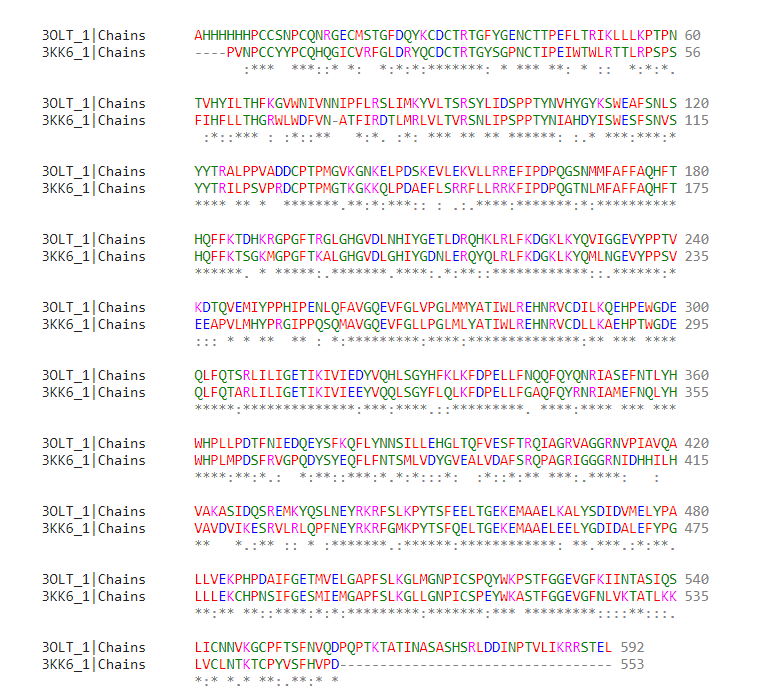 3OLT_1|Chains AHHHHHHPCCSNPCQNRGECMSTGFDQYKCDCTRTGFYGENCTTPEFLTRIKLLLKPTPN 60
3KK6_1|Chains ----PVNPCCYYPCQHQGICVRFGLDRYQCDCTRTGYSGPNCTIPEIWTWLRTTLRPSPS 56
:***  ***::* *:  *:*:*:*******: * *** **: * ::  *:*:*.
3OLT_1|Chains TVHYILTHFKGVWNIVNNIPFLRSLIMKYVLTSRSYLIDSPPTYNVHYGYKSWEAFSNLS 120
3KK6_1|Chains FIHFLLTHGRWLWDFVN-ATFIRDTLMRLVLTVRSNLIPSPPTYNIAHDYISWESFSNVS 115
:*::*** : :*::**   *:*. :*: *** ** ** ******: :.* ***:***:*
3OLT_1|Chains YYTRALPPVADDCPTPMGVKGNKELPDSKEVLEKVLLRREFIPDPQGSNMMFAFFAQHFT 180
3KK6_1|Chains YYTRILPSVPRDCPTPMGTKGKKQLPDAEFLSRRFLLRRKFIPDPQGTNLMFAFFAQHFT 175
**** ** *  *******.**:*:***:: : .:.****:*******:*:**********
3OLT_1|Chains HQFFKTDHKRGPGFTRGLGHGVDLNHIYGETLDRQHKLRLFKDGKLKYQVIGGEVYPPTV 240
3KK6_1|Chains HQFFKTSGKMGPGFTKALGHGVDLGHIYGDNLERQYQLRLFKDGKLKYQMLNGEVYPPSV 235
******. * *****:.*******.****:.*:**::************::.******:*
3OLT_1|Chains KDTQVEMIYPPHIPENLQFAVGQEVFGLVPGLMMYATIWLREHNRVCDILKQEHPEWGDE 300
3KK6_1|Chains EEAPVLMHYPRGIPPQSQMAVGQEVFGLLPGLMLYATIWLREHNRVCDLLKAEHPTWGDE 295
::: * * **  ** : *:*********:****:**************:** *** ****
3OLT_1|Chains QLFQTSRLILIGETIKIVIEDYVQHLSGYHFKLKFDPELLFNQQFQYQNRIASEFNTLYH 360
3KK6_1|Chains QLFQTARLILIGETIKIVIEEYVQQLSGYFLQLKFDPELLFGAQFQYRNRIAMEFNQLYH 355
*****:**************:***:****.::*********. ****:**** *** ***
3OLT_1|Chains WHPLLPDTFNIEDQEYSFKQFLYNNSILLEHGLTQFVESFTRQIAGRVAGGRNVPIAVQA 420
3KK6_1|Chains WHPLMPDSFRVGPQDYSYEQFLFNTSMLVDYGVEALVDAFSRQPAGRIGGGRNIDHHILH 415
****:**:*.:  *:**::***:*.*:*:::*:  :*::*:** ***:.****:   :
3OLT_1|Chains VAKASIDQSREMKYQSLNEYRKRFSLKPYTSFEELTGEKEMAAELKALYSDIDVMELYPA 480
3KK6_1|Chains VAVDVIKESRVLRLQPFNEYRKRFGMKPYTSFQELTGEKEMAAELEELYGDIDALEFYPG 475
**   *.:** :: * :*******.:******:************: **.***.:*:**.
3OLT_1|Chains LLVEKPHPDAIFGETMVELGAPFSLKGLMGNPICSPQYWKPSTFGGEVGFKIINTASIQS 540
3KK6_1|Chains LLLEKCHPNSIFGESMIEMGAPFSLKGLLGNPICSPEYWKASTFGGEVGFNLVKTATLKK 535
**:** **::****:*:*:*********:*******:*** *********::::**::::.
3OLT_1|Chains LICNNVKGCPFTSFNVQDPQPTKTATINASASHSRLDDINPTVLIKRRSTEL 592
3KK6_1|Chains LVCLNTKTCPYVSFHVPD---------------------------------- 553
*:* *.* **:.**:* *